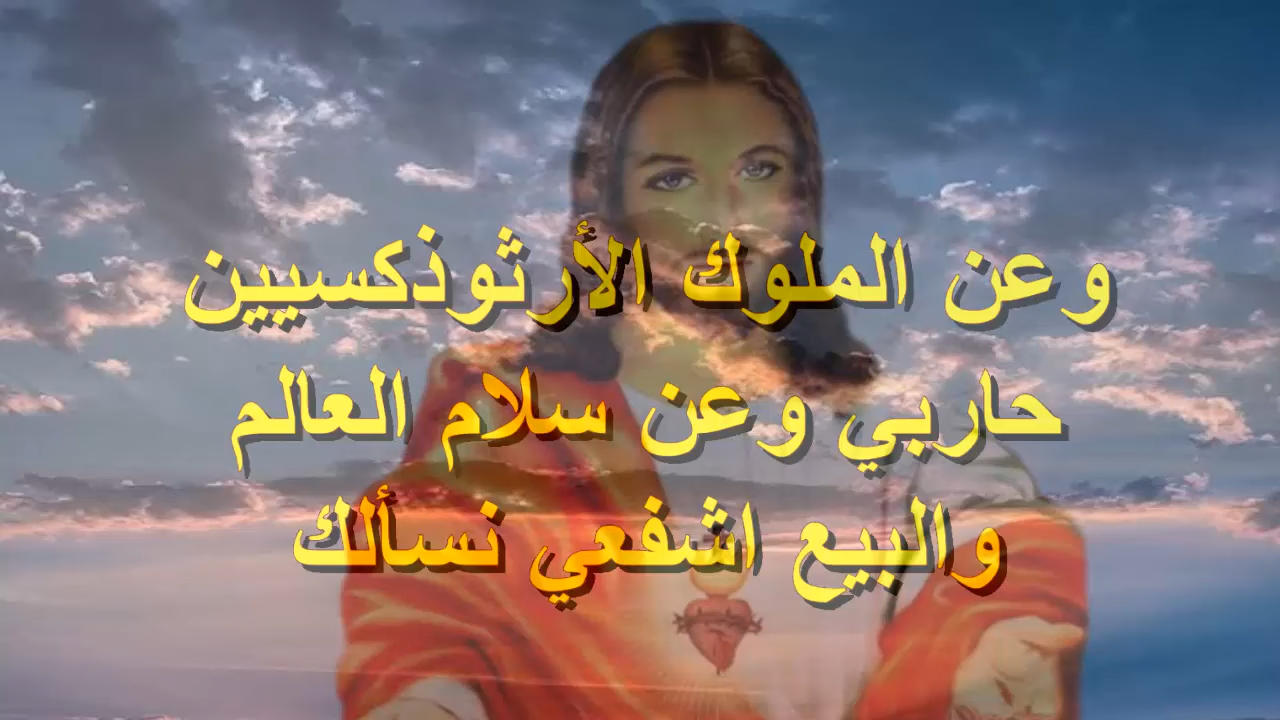 وعن الملوك الأرثوذكسيين
حاربي وعن سلام العالم
والبيع اشفعي نسألك